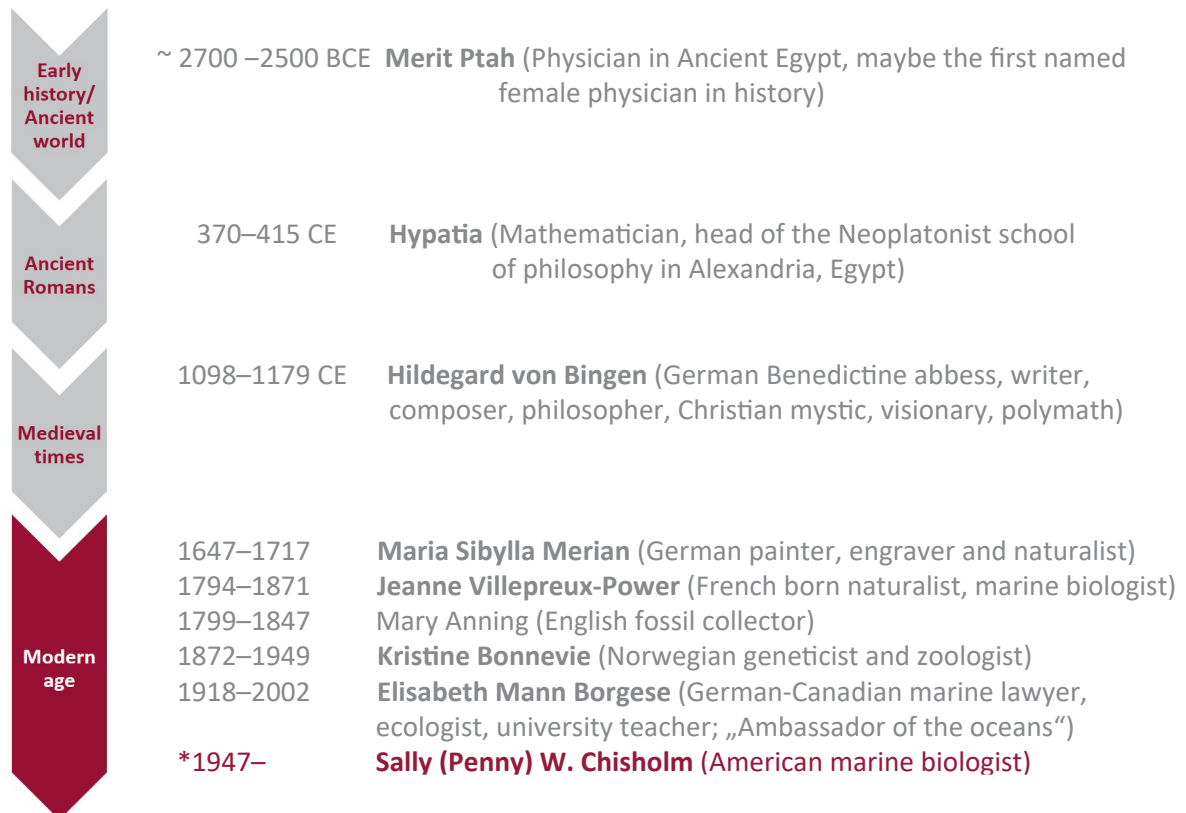 Early
history/
Ancient
world
~ 2700 –2500 BCE Merit Ptah (Physician in Ancient Egypt, maybe the first named
female physician in history)
Ancient
Romans
370–415 CE Hypatia (Mathematician, head of the Neoplatonist school
of philosophy in Alexandria, Egypt)
Medieval
times
1098–1179 CE Hildegard von Bingen (German Benedictine abbess, writer,
composer, philosopher, Christian mystic, visionary, polymath)
Modern
age
1647–1717 Maria Sibylla Merian (German painter, engraver and naturalist)
1794–1871 Jeanne Villepreux-Power (French born naturalist, marine biologist)
1799–1847 Mary Anning (English fossil collector)
1872–1949 Kristine Bonnevie (Norwegian geneticist and zoologist)
1918–2002 Elisabeth Mann Borgese (German-Canadian marine lawyer,
ecologist, university teacher; „Ambassador of the oceans“)
*1947– Sally (Penny) W. Chisholm (American marine biologist)